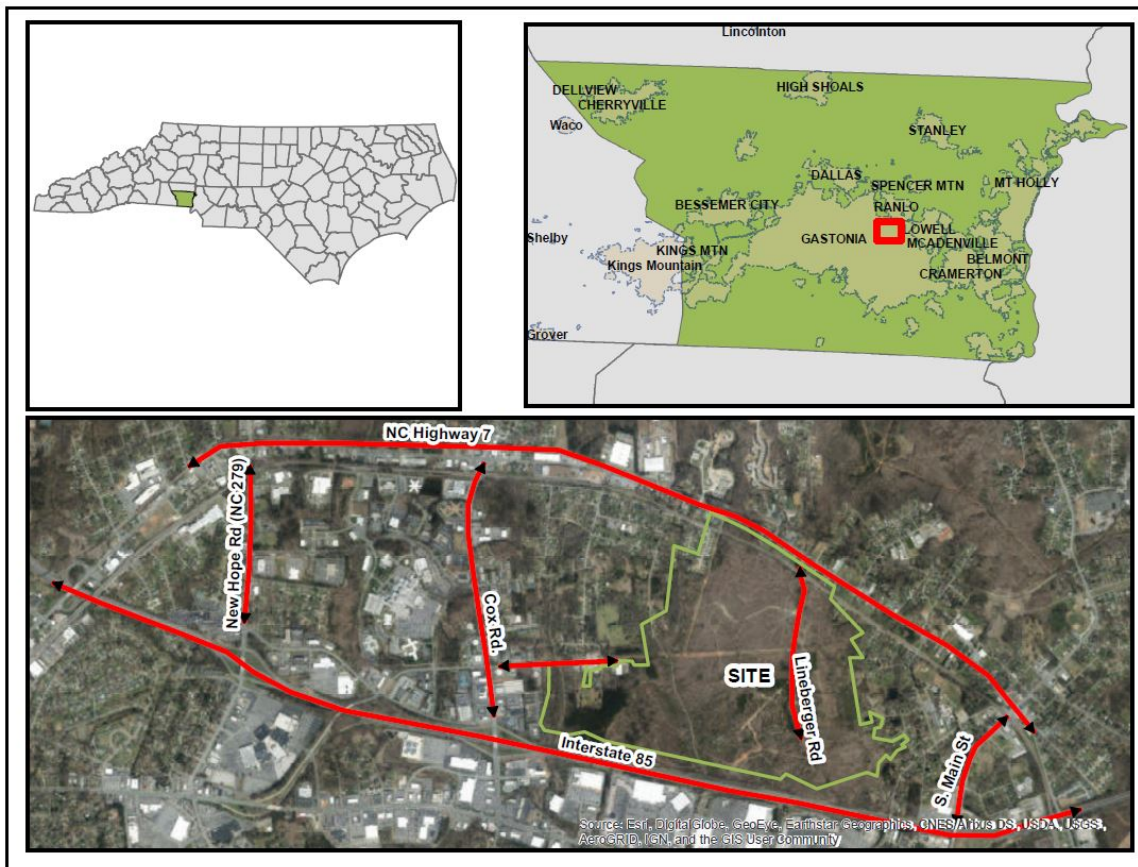 Lincolnton
DELLVIEW
CHERRYVILLE
HIGH SHOALS
Waco
STANLEY
DALLAS
SPENCER MTN
MT HOLLY
BESSEMER CITY
RANLO
Shelby
GASTONIA
LOWELL
MCADENVILLE
KINGS MTN
BELMONT
Kings Mountain
CRAMERTON
Grover
NC Highway 7
New Hope Rd (NC 279)
Cox Rd.
SITE
Lineberger Rd
Interstate 85
S. Main St
Source: Esri, DigitalGlobe, GeoEye, Earthstar Geographics, CNES/Airbus DS, USDA, USGS,
AeroGRID, IGN, and the GIS User Community